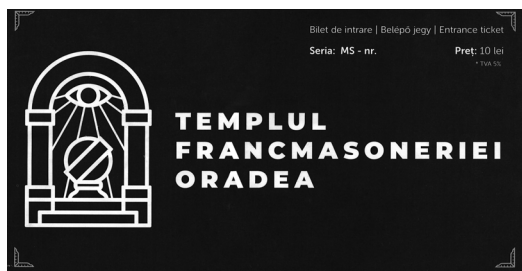 Bilet de intrare | Belépő jegy | Entrance ticket
Seria: MS - nr.
Preț: 10 lei
* TVA 5%
TEMPLUL
FRANCMASONERIEI
ORADEA